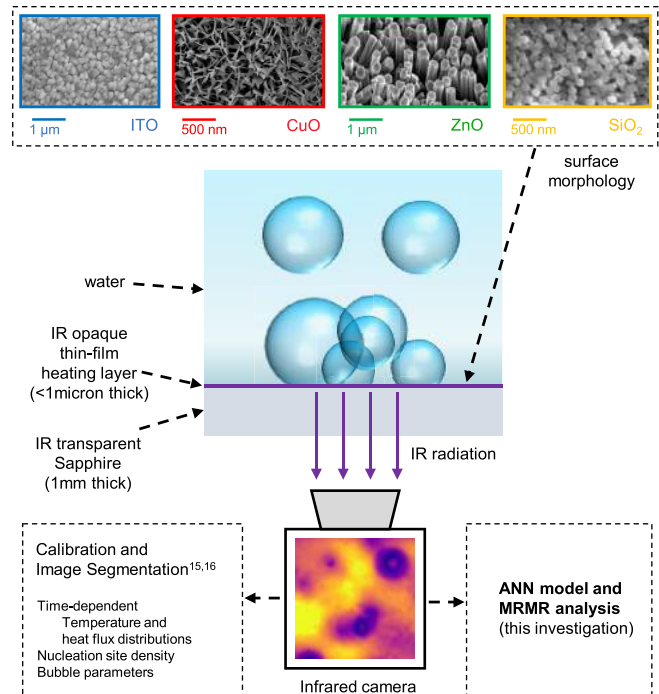 1 µm
ITO
500 nm
CuO
1 µm
ZnO
500 nm
SiO₂
surface
morphology
water
IR opaque
thin-film
heating layer
(<1micron thick)
IR transparent
Sapphire
(1mm thick)
IR radiation
Calibration and
Image Segmentation¹⁵,¹⁶
Time-dependent
Temperature and
heat flux distributions
Nucleation site density
Bubble parameters
ANN model and
MRMR analysis
(this investigation)
Infrared camera